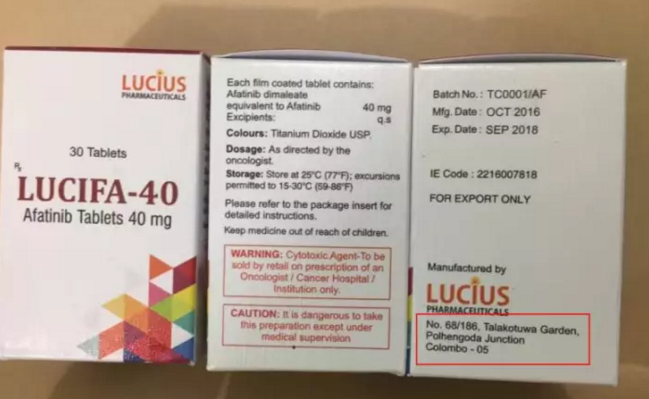 LUCIUS
PHARMACEUTICALS
30 Tablets
Rx
LUCIFA-40
Afatinib Tablets 40 mg
Each film coated tablet contains:
Afatinib dimaleate
equivalent to Afatinib 40 mg
Excipients: q.s
Colours: Titanium Dioxide USP.
Dosage: As directed by the
oncologist.
Storage: Store at 25°C (77°F); excursions
permitted to 15-30°C (59-86°F)
Please refer to the package insert for
detailed instructions.
Keep medicine out of reach of children.
WARNING: Cytotoxic Agent-To be
sold by retail on prescription of an
Oncologist / Cancer Hospital /
Institution only.
CAUTION: It is dangerous to take
this preparation except under
medical supervision
Batch No.: TC0001/AF
Mfg. Date: OCT 2016
Exp. Date: SEP 2018
IE Code : 2216007818
FOR EXPORT ONLY
Manufactured by
LUCIUS
PHARMACEUTICALS
No. 68/186, Talakotuwa Garden,
Polhengoda Junction
Colombo - 05